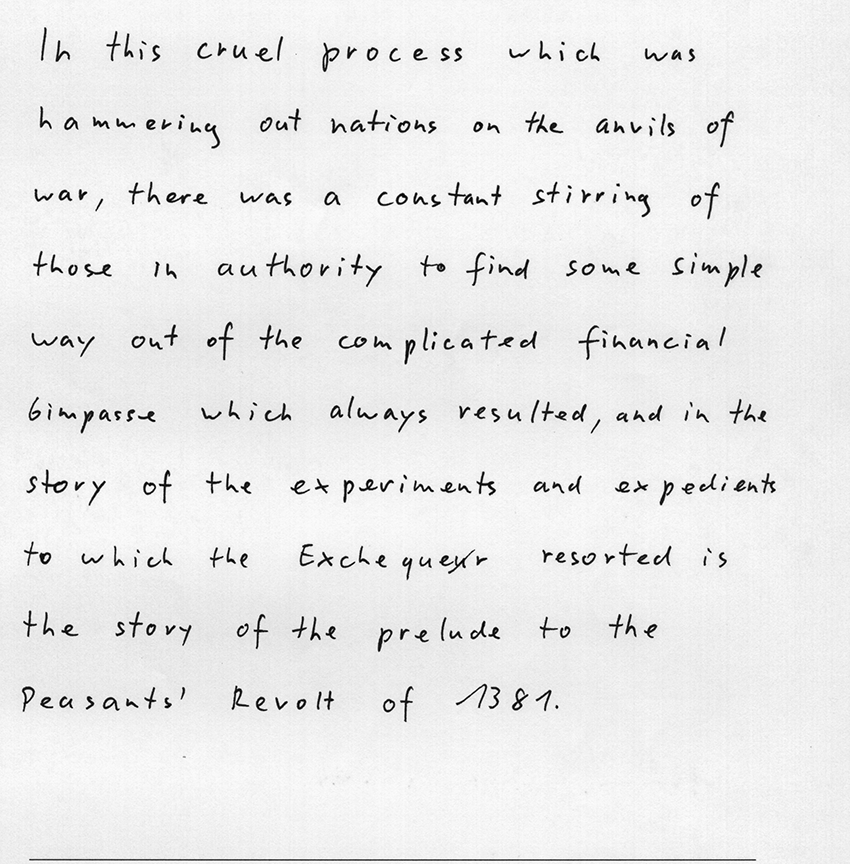 In this cruel process which was
hammering out nations on the anvils of
war, there was a constant stirring of
those in authority to find some simple
way out of the complicated financial
6impasse which always resulted, and in the
story of the experiments and expedients
to which the Exchequer resorted is
the story of the prelude to the
Peasants' Revolt of 1381.